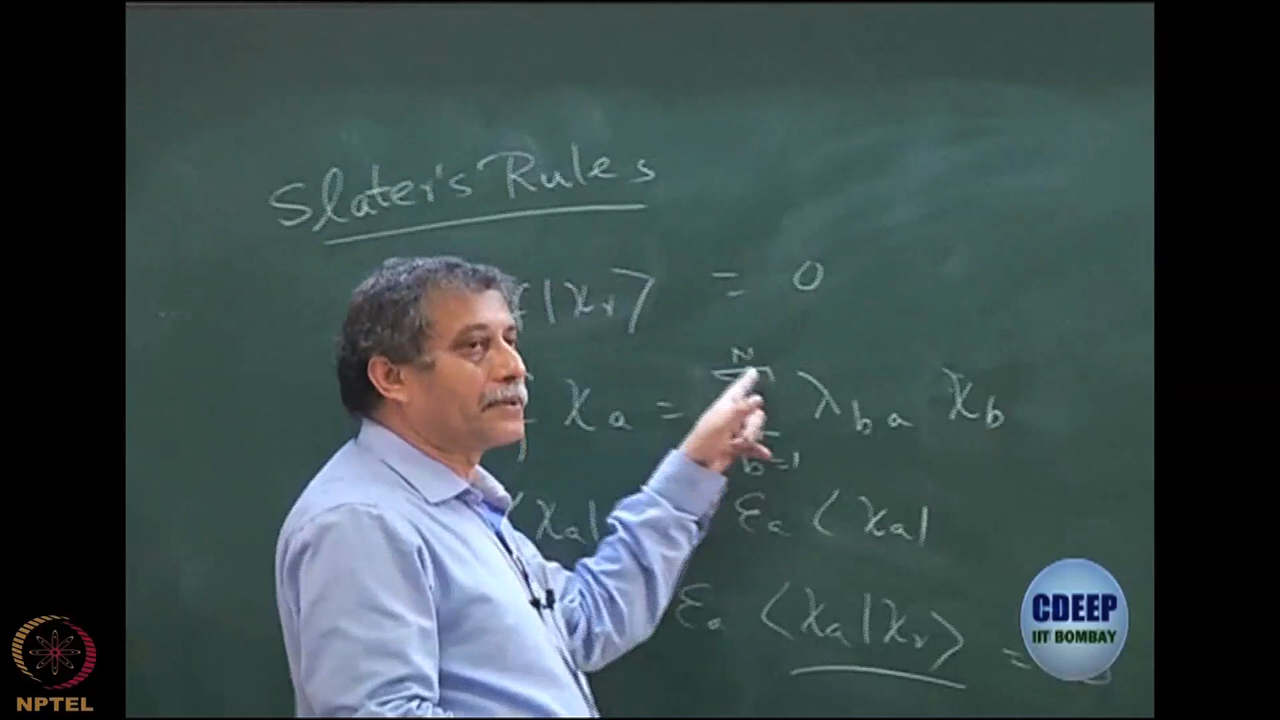 Slater's Rules
f | χr⟩ = 0
f χa = N Σ b=1 λba χb
⟨χa| εa ⟨χa|
εa ⟨χa|χr⟩ =
CDEEP
IIT BOMBAY
NPTEL